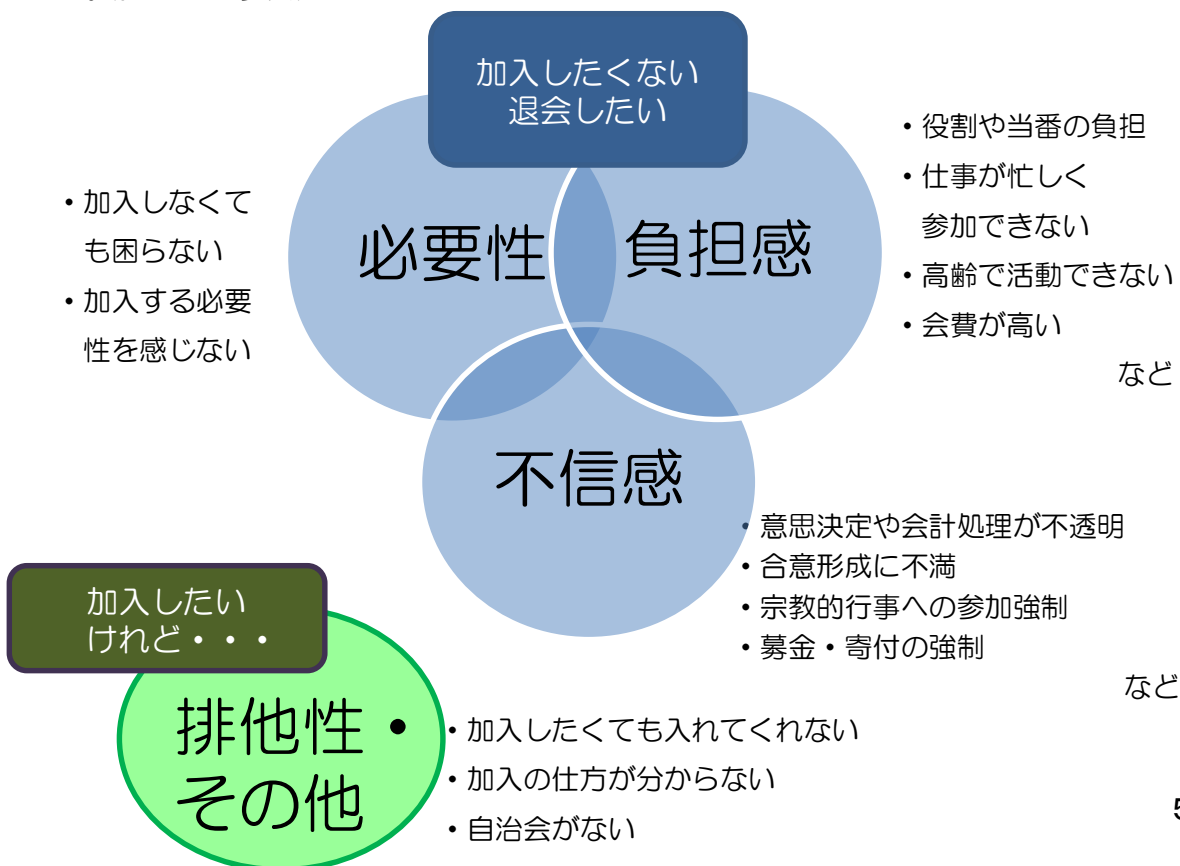 加入したくない
退会したい
必要性
・加入しなくて
も困らない
・加入する必要
性を感じない
負担感
・役割や当番の負担
・仕事が忙しく
参加できない
・高齢で活動できない
・会費が高い
など
不信感
・意思決定や会計処理が不透明
・合意形成に不満
・宗教的行事への参加強制
・募金・寄付の強制
など
加入したい
けれど・・・
排他性・
その他
・加入したくても入れてくれない
・加入の仕方が分からない
・自治会がない
5